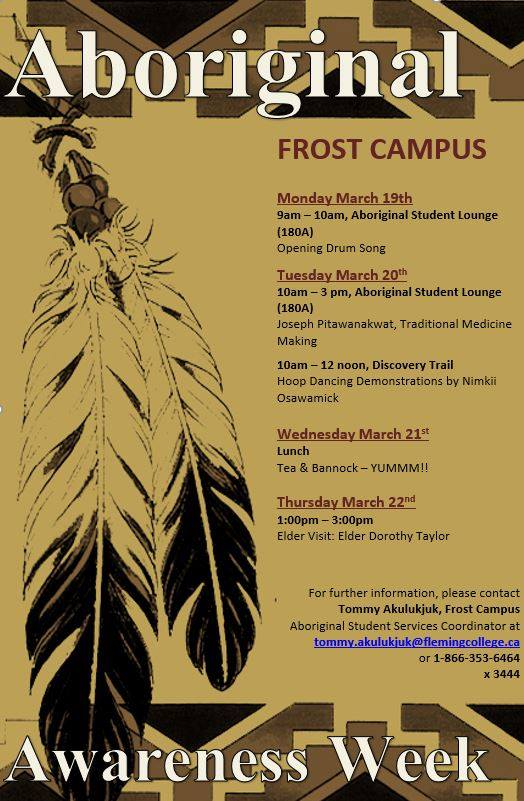 Aboriginal
FROST CAMPUS
Monday March 19th
9am – 10am, Aboriginal Student Lounge
(180A)
Opening Drum Song
Tuesday March 20th
10am – 3 pm, Aboriginal Student Lounge
(180A)
Joseph Pitawanakwat, Traditional Medicine
Making
10am – 12 noon, Discovery Trail
Hoop Dancing Demonstrations by Nimkii
Osawamick
Wednesday March 21st
Lunch
Tea & Bannock – YUMMM!!
Thursday March 22nd
1:00pm – 3:00pm
Elder Visit: Elder Dorothy Taylor
For further information, please contact
Tommy Akulukjuk, Frost Campus
Aboriginal Student Services Coordinator at
tommy.akulukjuk@flemingcollege.ca
or 1-866-353-6464
x 3444
Awareness Week